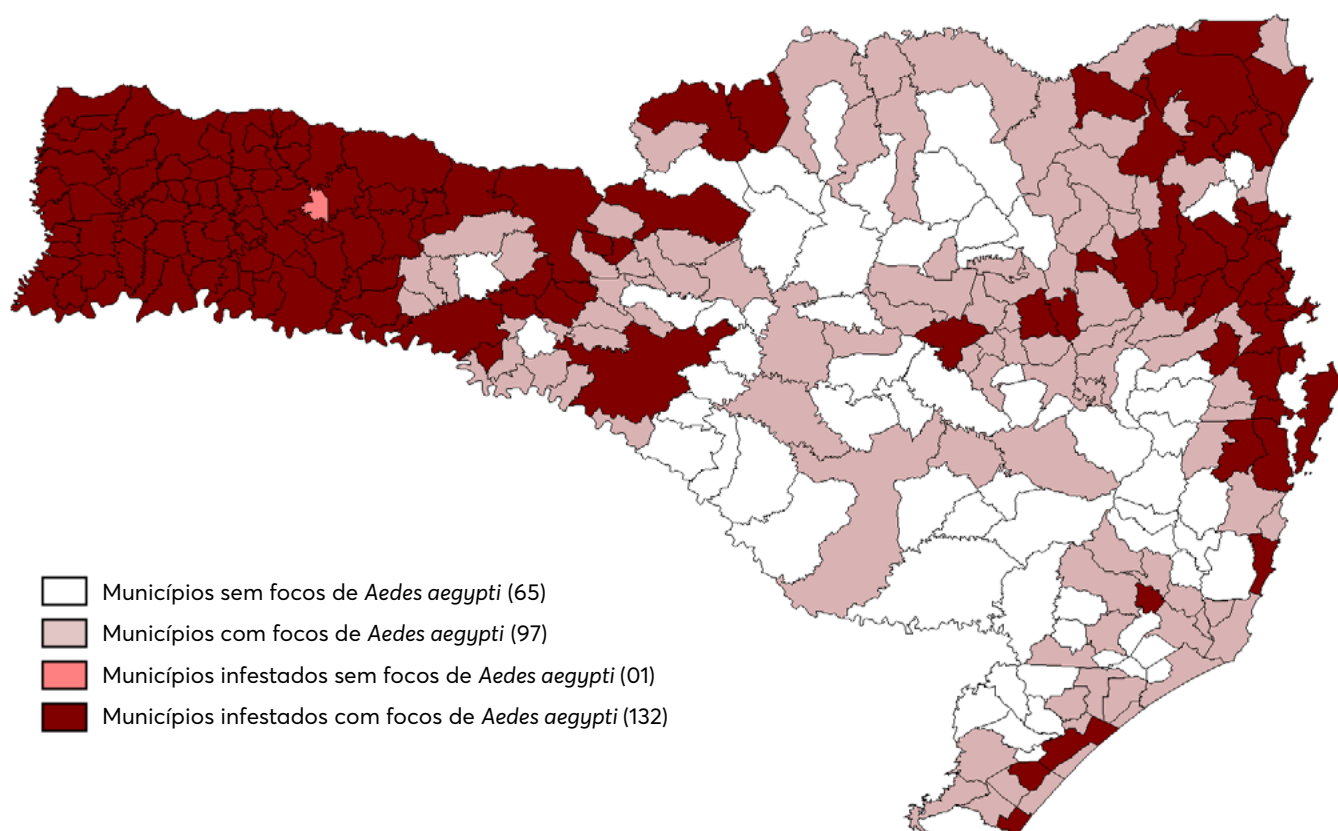 Municípios sem focos de Aedes aegypti (65)
Municípios com focos de Aedes aegypti (97)
Municípios infestados sem focos de Aedes aegypti (01)
Municípios infestados com focos de Aedes aegypti (132)